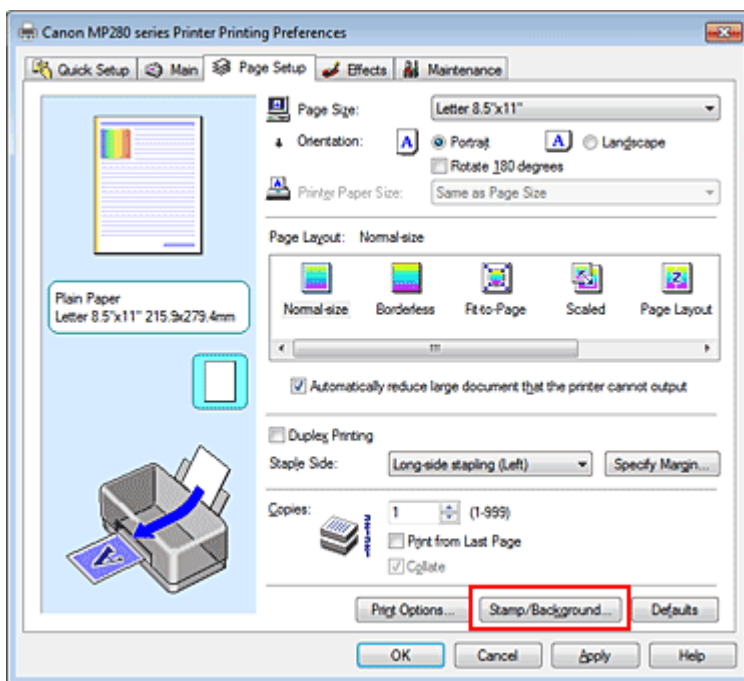 Canon MP280 series Printer Printing Preferences
Quick Setup Main Page Setup Effects Maintenance
Page Size: Letter 8.5"x11"
Orientation: A Portrait A Landscape
Rotate 180 degrees
Printer Paper Size: Same as Page Size
Page Layout: Normal-size
Normal-size Borderless Fit-to-Page Scaled Page Layout
Plain Paper
Letter 8.5"x11" 215.9x279.4mm
Automatically reduce large document that the printer cannot output
Duplex Printing
Staple Side: Long-side stapling (Left) Specify Margin...
Copies: 1 (1-999)
Print from Last Page
Collate
Print Options... Stamp/Background... Defaults
OK Cancel Apply Help